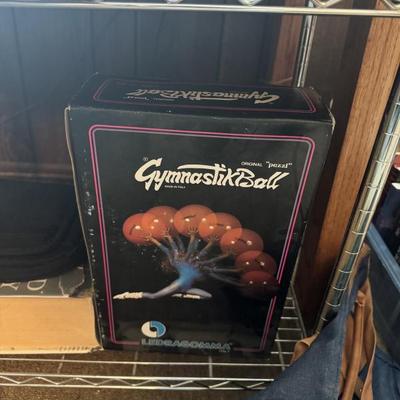 GymnastikBall
ORIGINAL "pezzi"
® GymnastikBall
MADE IN ITALY
LEDRAGOMMA